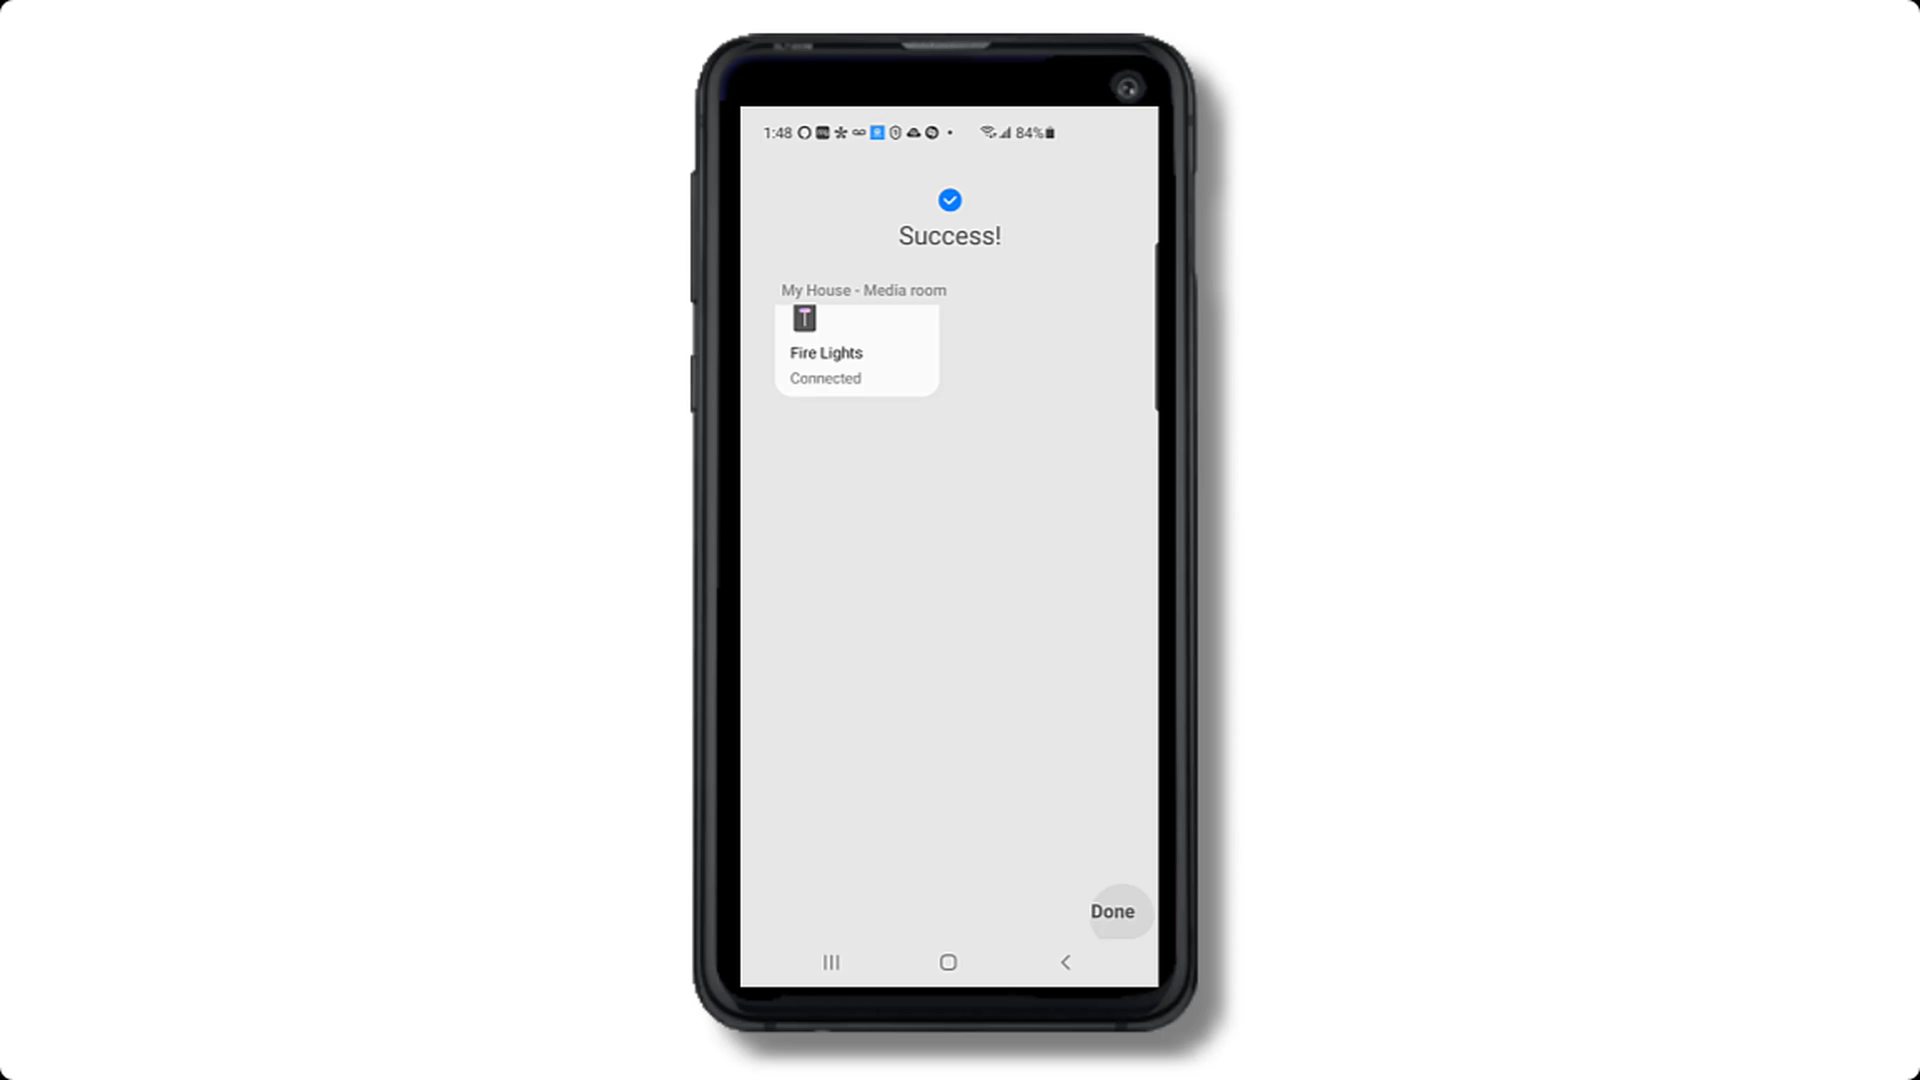 1:48 84%
Success!
My House - Media room
Fire Lights
Connected
Done